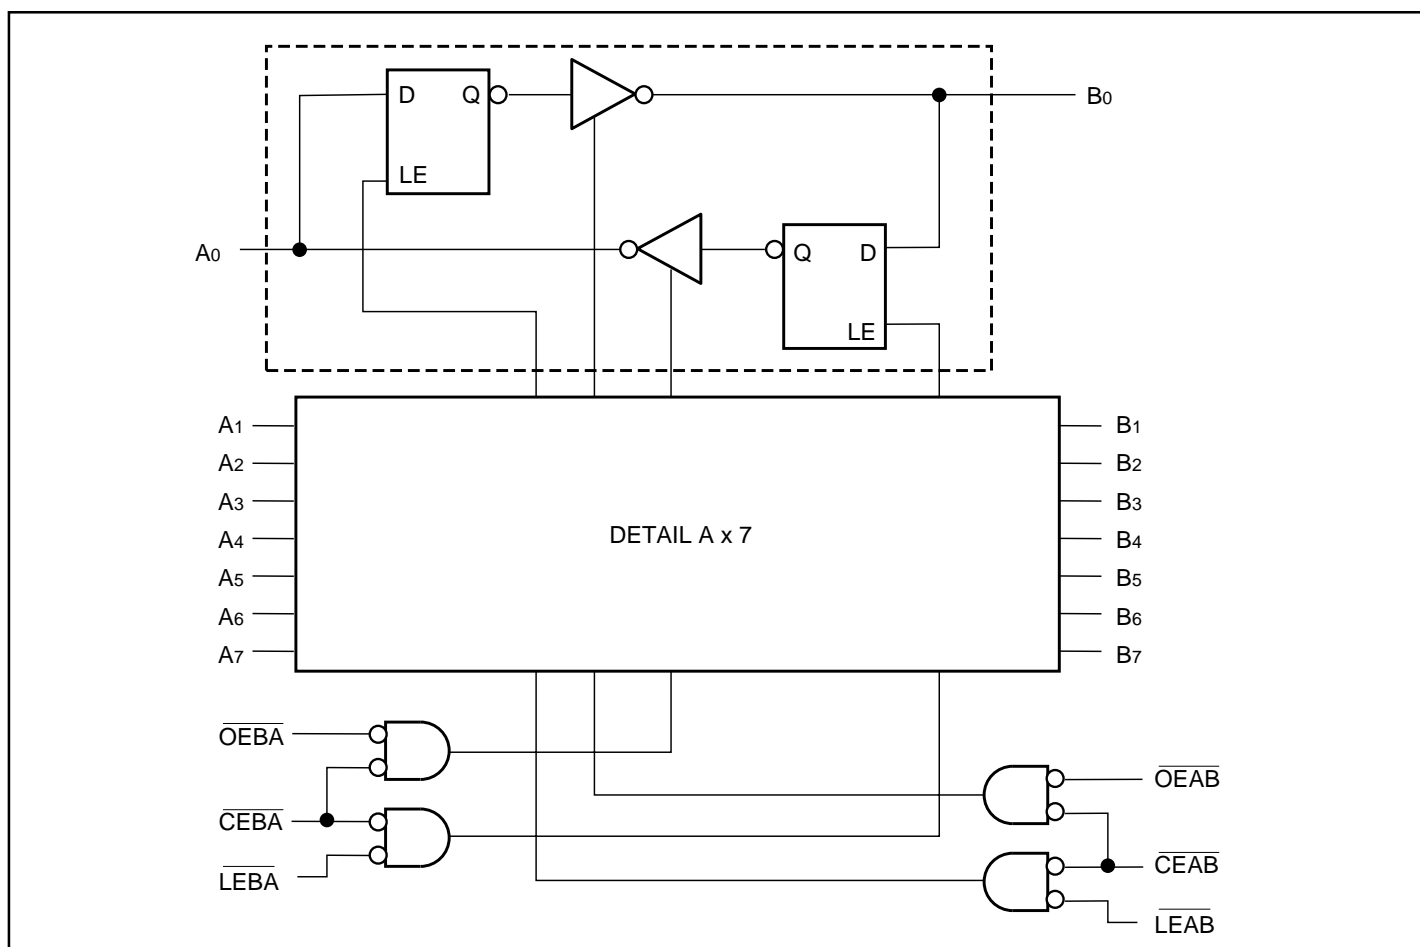 D Q B0
LE
A0 Q D
LE
A1 B1
A2 B2
A3 B3
A4 DETAIL A x 7 B4
A5 B5
A6 B6
A7 B7
OEBA
OEAB
CEBA
CEAB
LEBA
LEAB